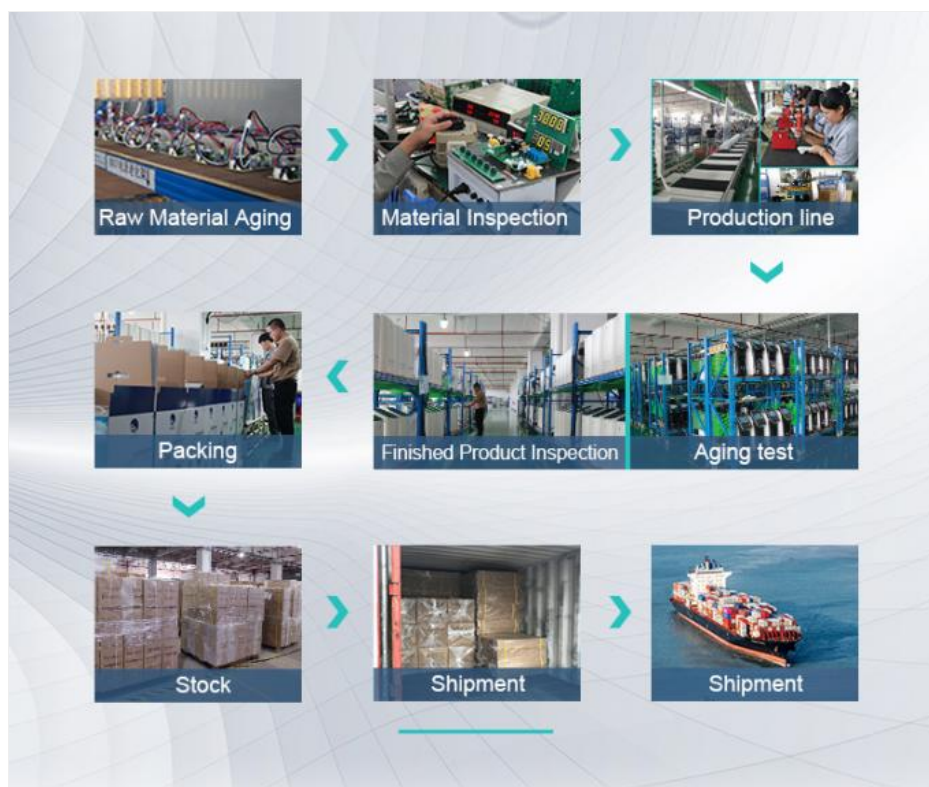 Raw Material Aging
Material Inspection
Production line
Packing
Finished Product Inspection
Aging test
Stock
Shipment
Shipment